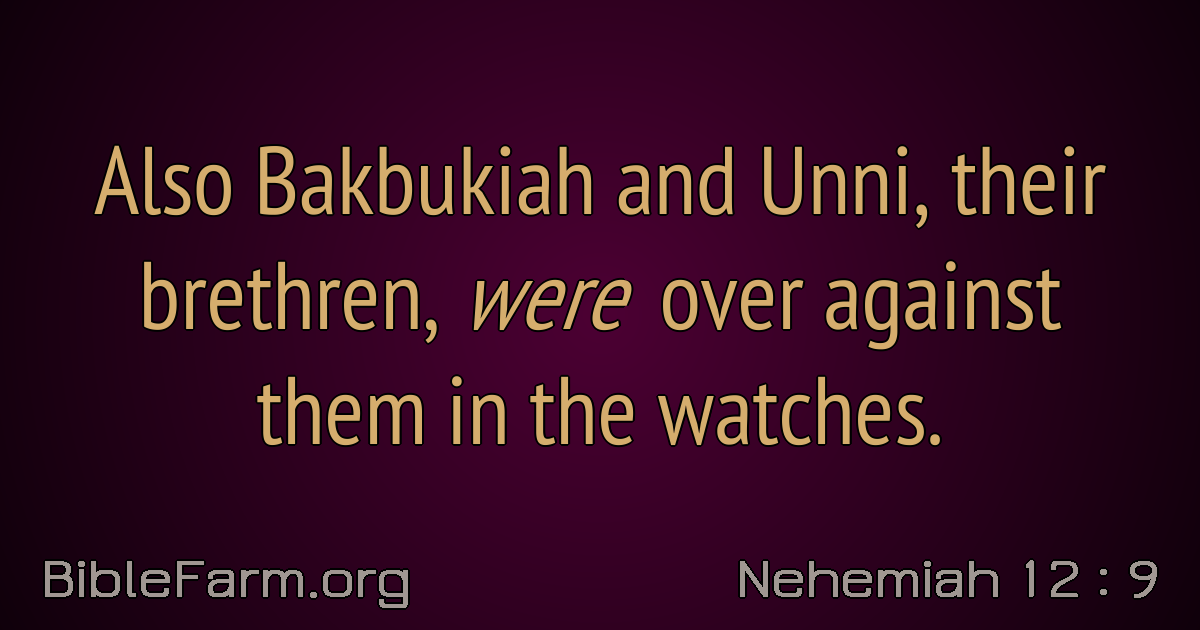 Also Bakbukiah and Unni, their
brethren, were over against
them in the watches.
BibleFarm.org
Nehemiah 12 : 9